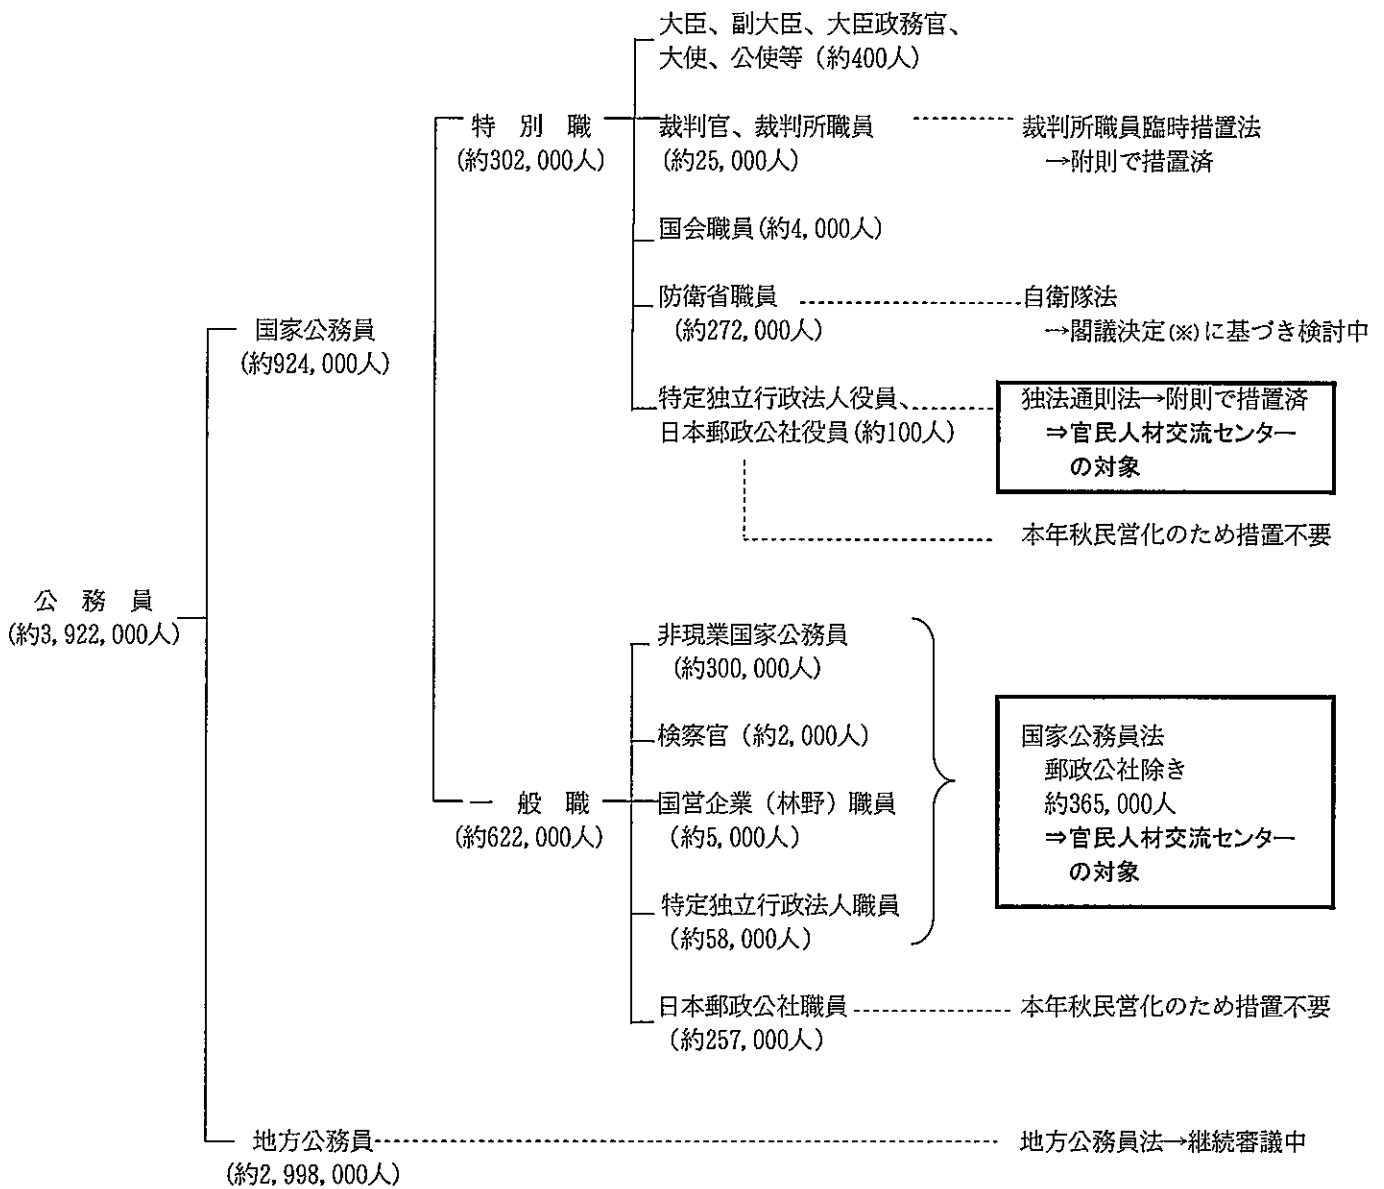 大臣、副大臣、大臣政務官、
大使、公使等（約400人）
特　別　職
(約302,000人)
裁判官、裁判所職員
(約25,000人)
裁判所職員臨時措置法
→附則で措置済
国会職員(約4,000人)
防衛省職員
(約272,000人)
自衛隊法
→閣議決定(※)に基づき検討中
国家公務員
(約924,000人)
特定独立行政法人役員、
日本郵政公社役員(約100人)
独法通則法→附則で措置済
⇒官民人材交流センター
の対象
本年秋民営化のため措置不要
公　務　員
(約3,922,000人)
非現業国家公務員
(約300,000人)
検察官（約2,000人)
一　般　職
(約622,000人)
国営企業（林野）職員
(約5,000人)
国家公務員法
郵政公社除き
約365,000人
⇒官民人材交流センター
の対象
特定独立行政法人職員
(約58,000人)
日本郵政公社職員
(約257,000人)
本年秋民営化のため措置不要
地方公務員
(約2,998,000人)
地方公務員法→継続審議中